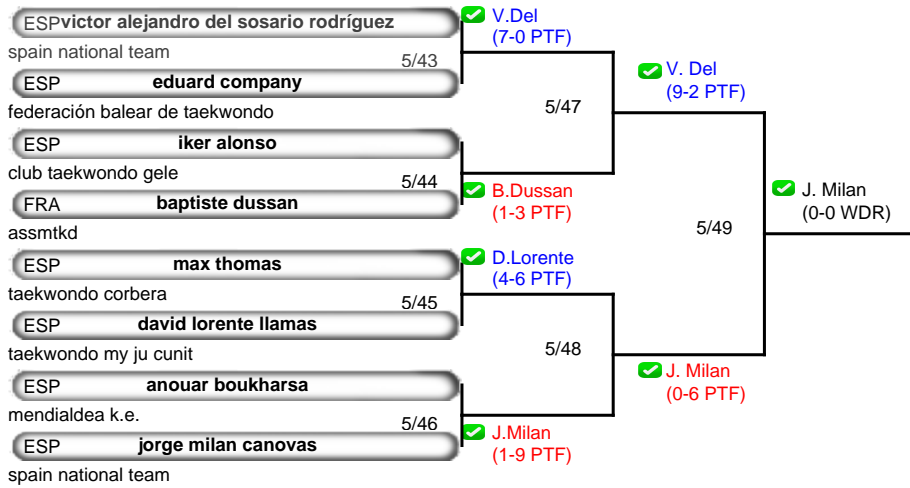 ESP victor alejandro del sosario rodríguez
spain national team
5/43
ESP eduard company
federación balear de taekwondo
ESP iker alonso
club taekwondo gele
5/44
FRA baptiste dussan
assmtkd
ESP max thomas
taekwondo corbera
5/45
ESP david lorente llamas
taekwondo my ju cunit
ESP anouar boukharsa
mendialdea k.e.
5/46
ESP jorge milan canovas
spain national team
V.Del
(7-0 PTF)
5/47
B.Dussan
(1-3 PTF)
D.Lorente
(4-6 PTF)
5/48
J.Milan
(1-9 PTF)
V. Del
(9-2 PTF)
5/49
J. Milan
(0-6 PTF)
J. Milan
(0-0 WDR)